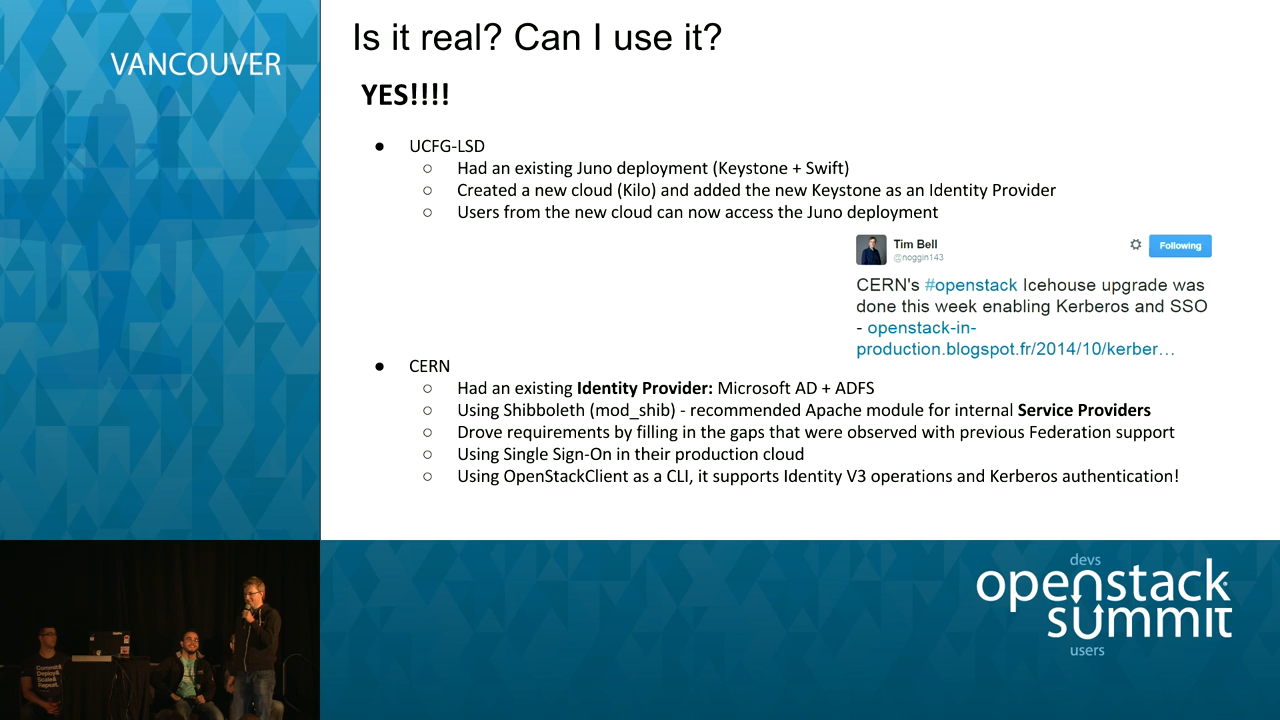 VANCOUVER
Is it real? Can I use it?
YES!!!!
● UCFG-LSD
○ Had an existing Juno deployment (Keystone + Swift)
○ Created a new cloud (Kilo) and added the new Keystone as an Identity Provider
○ Users from the new cloud can now access the Juno deployment
Tim Bell
@noggin143
Following
CERN's #openstack Icehouse upgrade was
done this week enabling Kerberos and SSO
- openstack-in-
production.blogspot.fr/2014/10/kerber…
● CERN
○ Had an existing Identity Provider: Microsoft AD + ADFS
○ Using Shibboleth (mod_shib) - recommended Apache module for internal Service Providers
○ Drove requirements by filling in the gaps that were observed with previous Federation support
○ Using Single Sign-On in their production cloud
○ Using OpenStackClient as a CLI, it supports Identity V3 operations and Kerberos authentication!
Commit&
Deploy&
Scale&
Repeat.
devs
openstack
summit
users